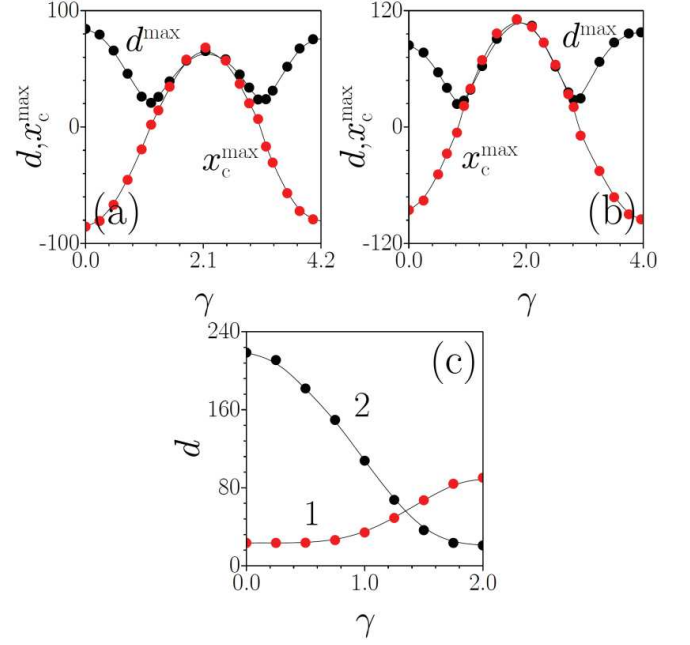 100
120
d,x_c^max
d^max
d,x_c^max
d^max
0
0
x_c^max
x_c^max
(a)
(b)
-100
-120
0.0 2.1 4.2
0.0 2.0 4.0
γ
γ
240
(c)
160
2
d
80
1
0
0.0 1.0 2.0
γ